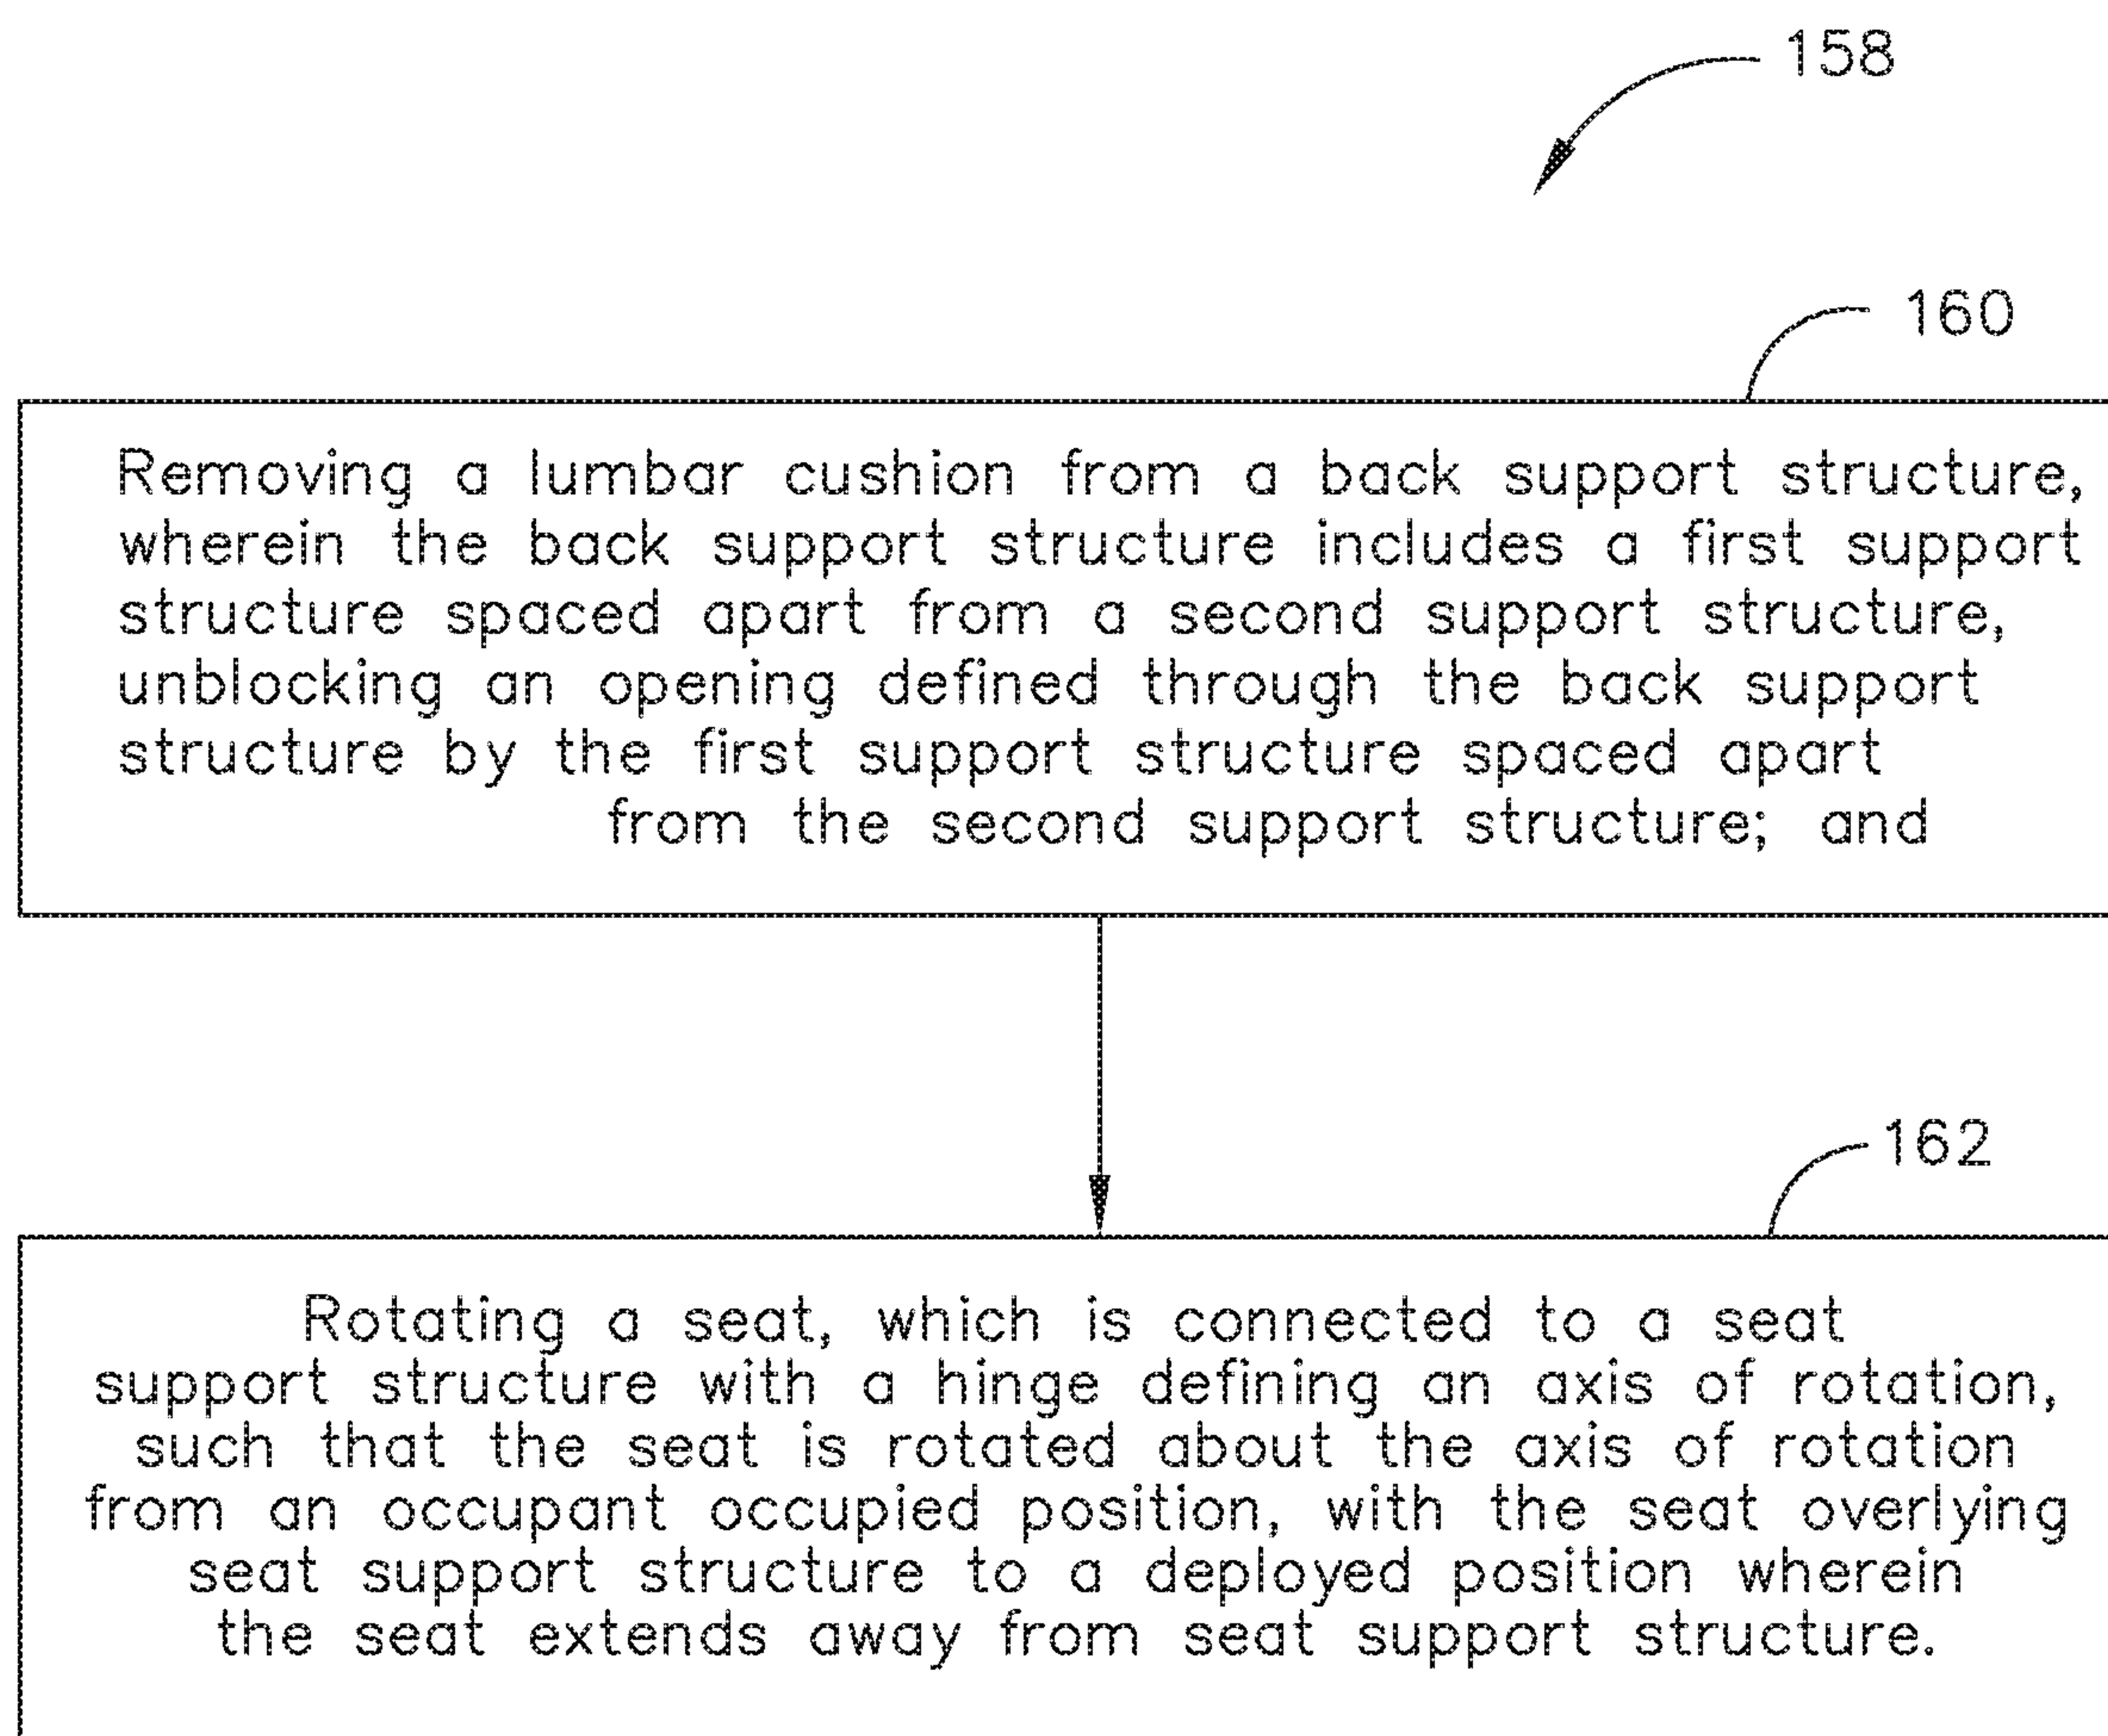 158
160
Removing a lumbar cushion from a back support structure,
wherein the back support structure includes a first support
structure spaced apart from a second support structure,
unblocking an opening defined through the back support
structure by the first support structure spaced apart
from the second support structure; and
162
Rotating a seat, which is connected to a seat
support structure with a hinge defining an axis of rotation,
such that the seat is rotated about the axis of rotation
from an occupant occupied position, with the seat overlying
seat support structure to a deployed position wherein
the seat extends away from seat support structure.